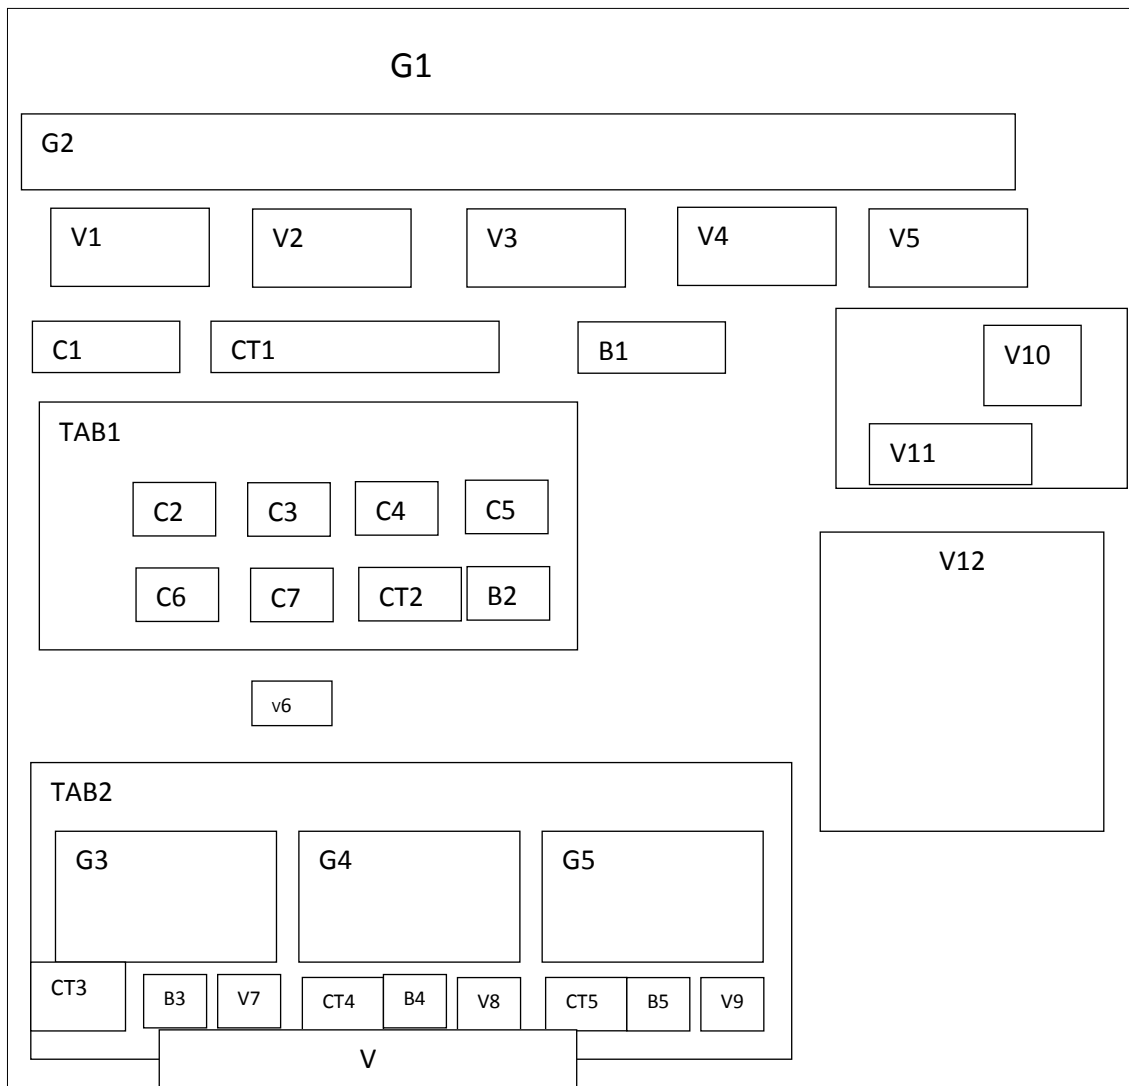 G1
G2
V1 V2 V3 V4 V5
C1 CT1 B1 V10
V11
TAB1
C2 C3 C4 C5
C6 C7 CT2 B2
V12
v6
TAB2
G3 G4 G5
CT3 B3 V7 CT4 B4 V8 CT5 B5 V9
V